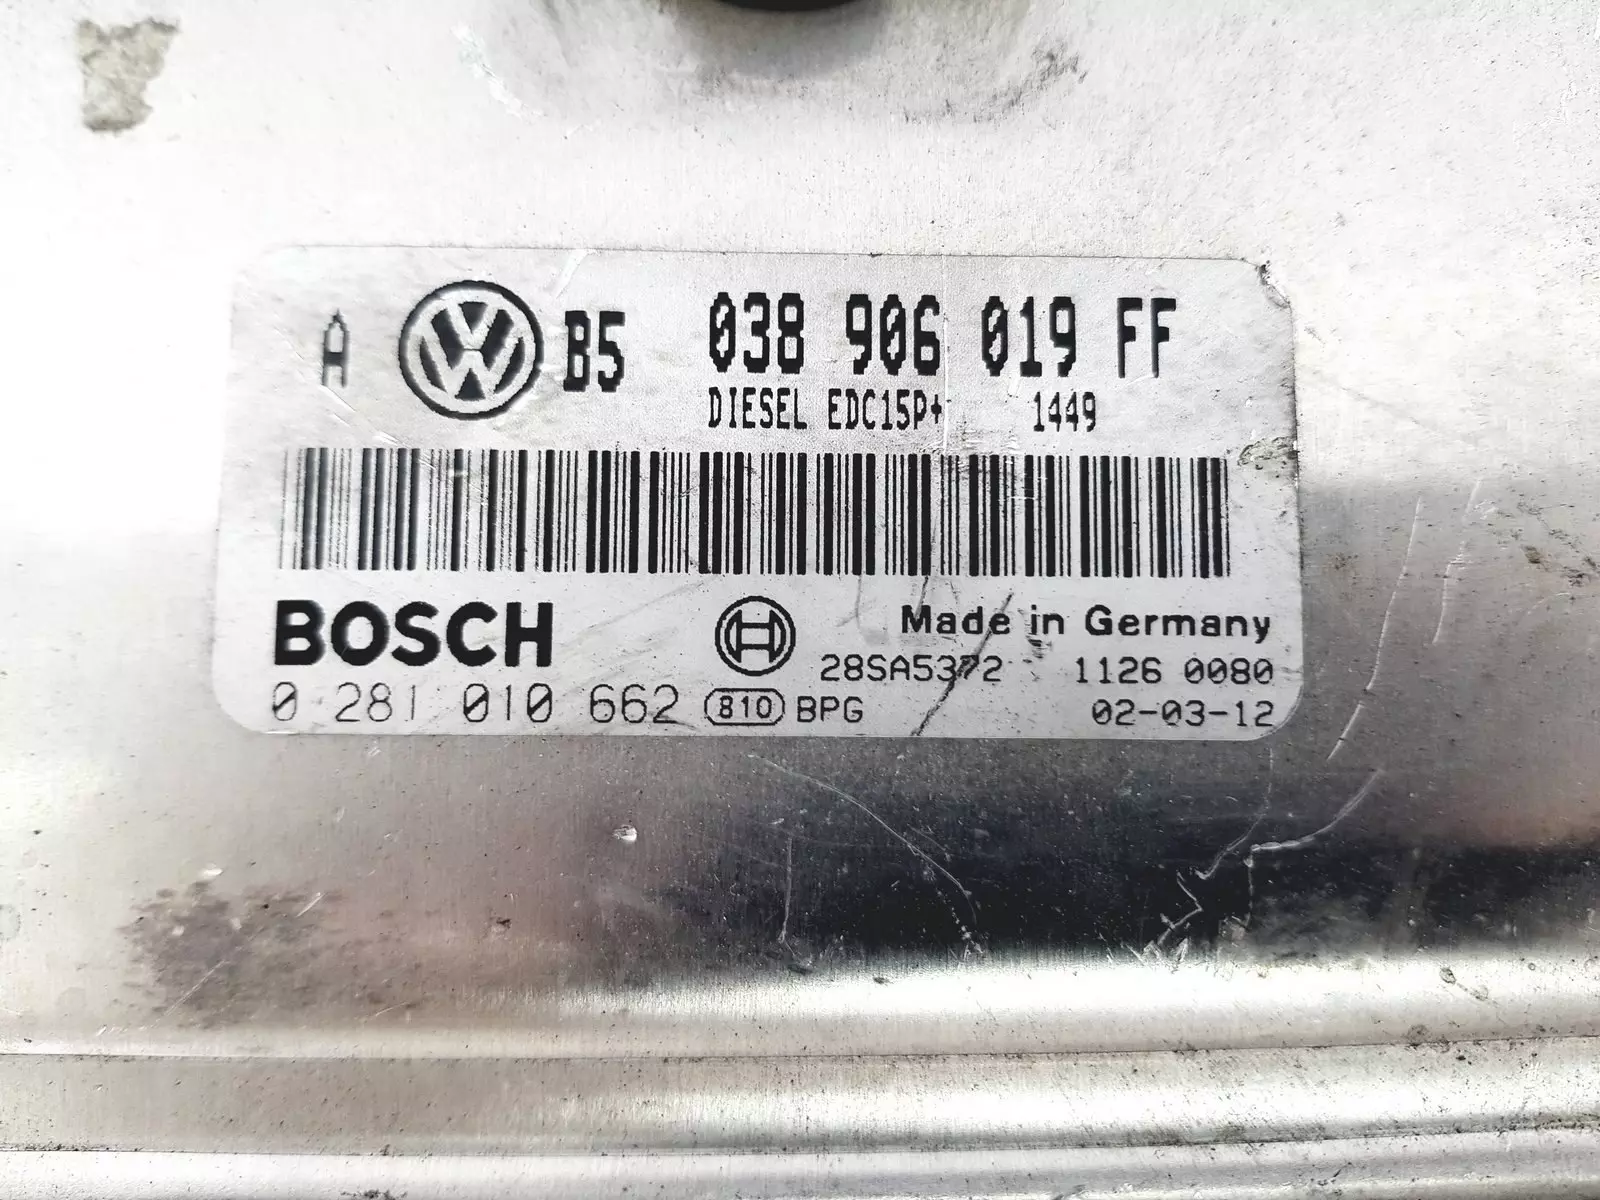 A VW B5 038 906 019 FF
DIESEL EDC15P+ 1449
BOSCH
Made in Germany
28SA5372 1126 0080
0 281 010 662 810 BPG 02-03-12